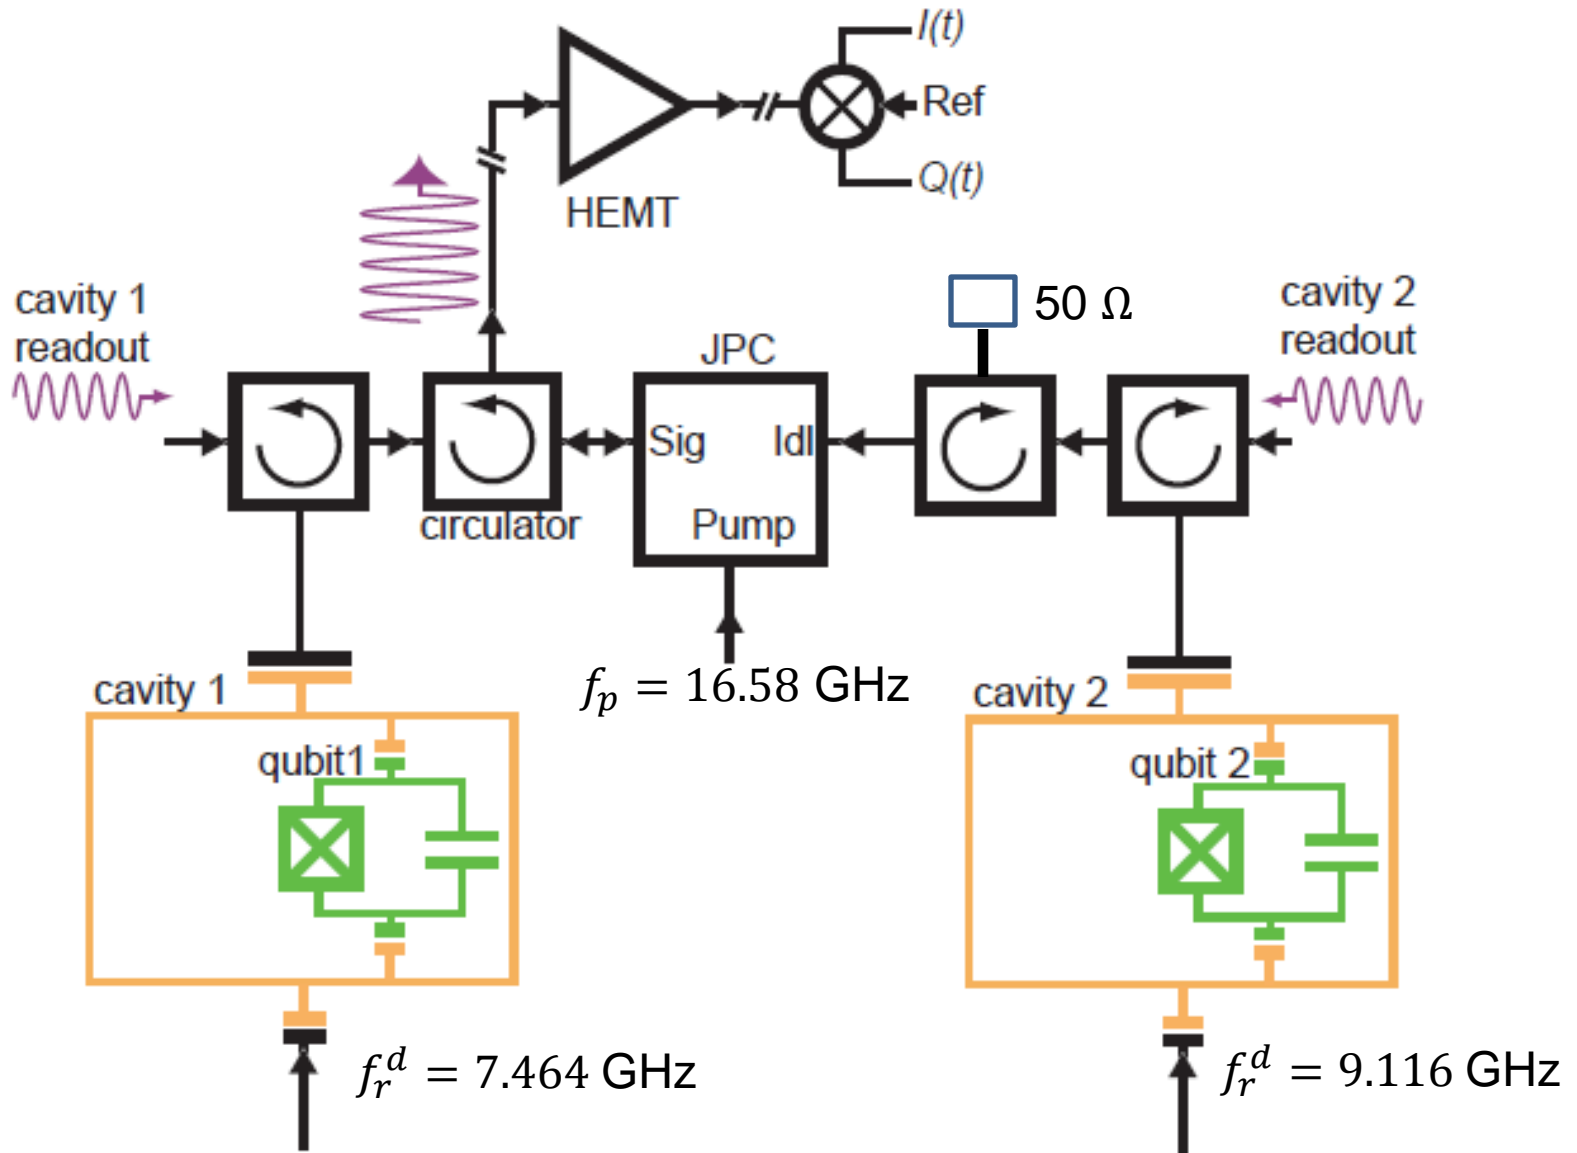 I(t)
Ref
Q(t)
HEMT
cavity 1
readout
50 Ω
cavity 2
readout
JPC
Sig
Idl
Pump
circulator
f_p = 16.58 GHz
cavity 1
cavity 2
qubit1
qubit 2
f_r^d = 7.464 GHz
f_r^d = 9.116 GHz